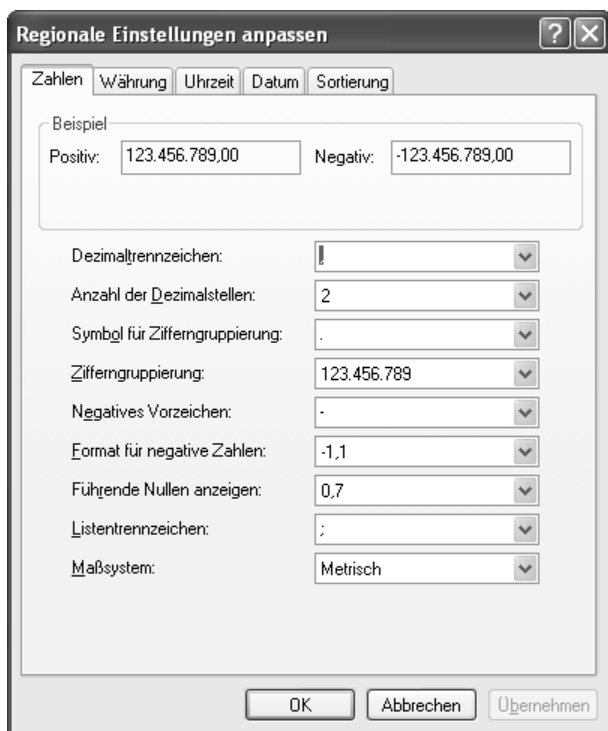 Regionale Einstellungen anpassen
Zahlen Währung Uhrzeit Datum Sortierung
Beispiel
Positiv: 123.456.789,00 Negativ: -123.456.789,00
Dezimaltrennzeichen: ,
Anzahl der Dezimalstellen: 2
Symbol für Zifferngruppierung: .
Zifferngruppierung: 123.456.789
Negatives Vorzeichen: -
Format für negative Zahlen: -1,1
Führende Nullen anzeigen: 0,7
Listentrennzeichen: ;
Maßsystem: Metrisch
OK Abbrechen Übernehmen